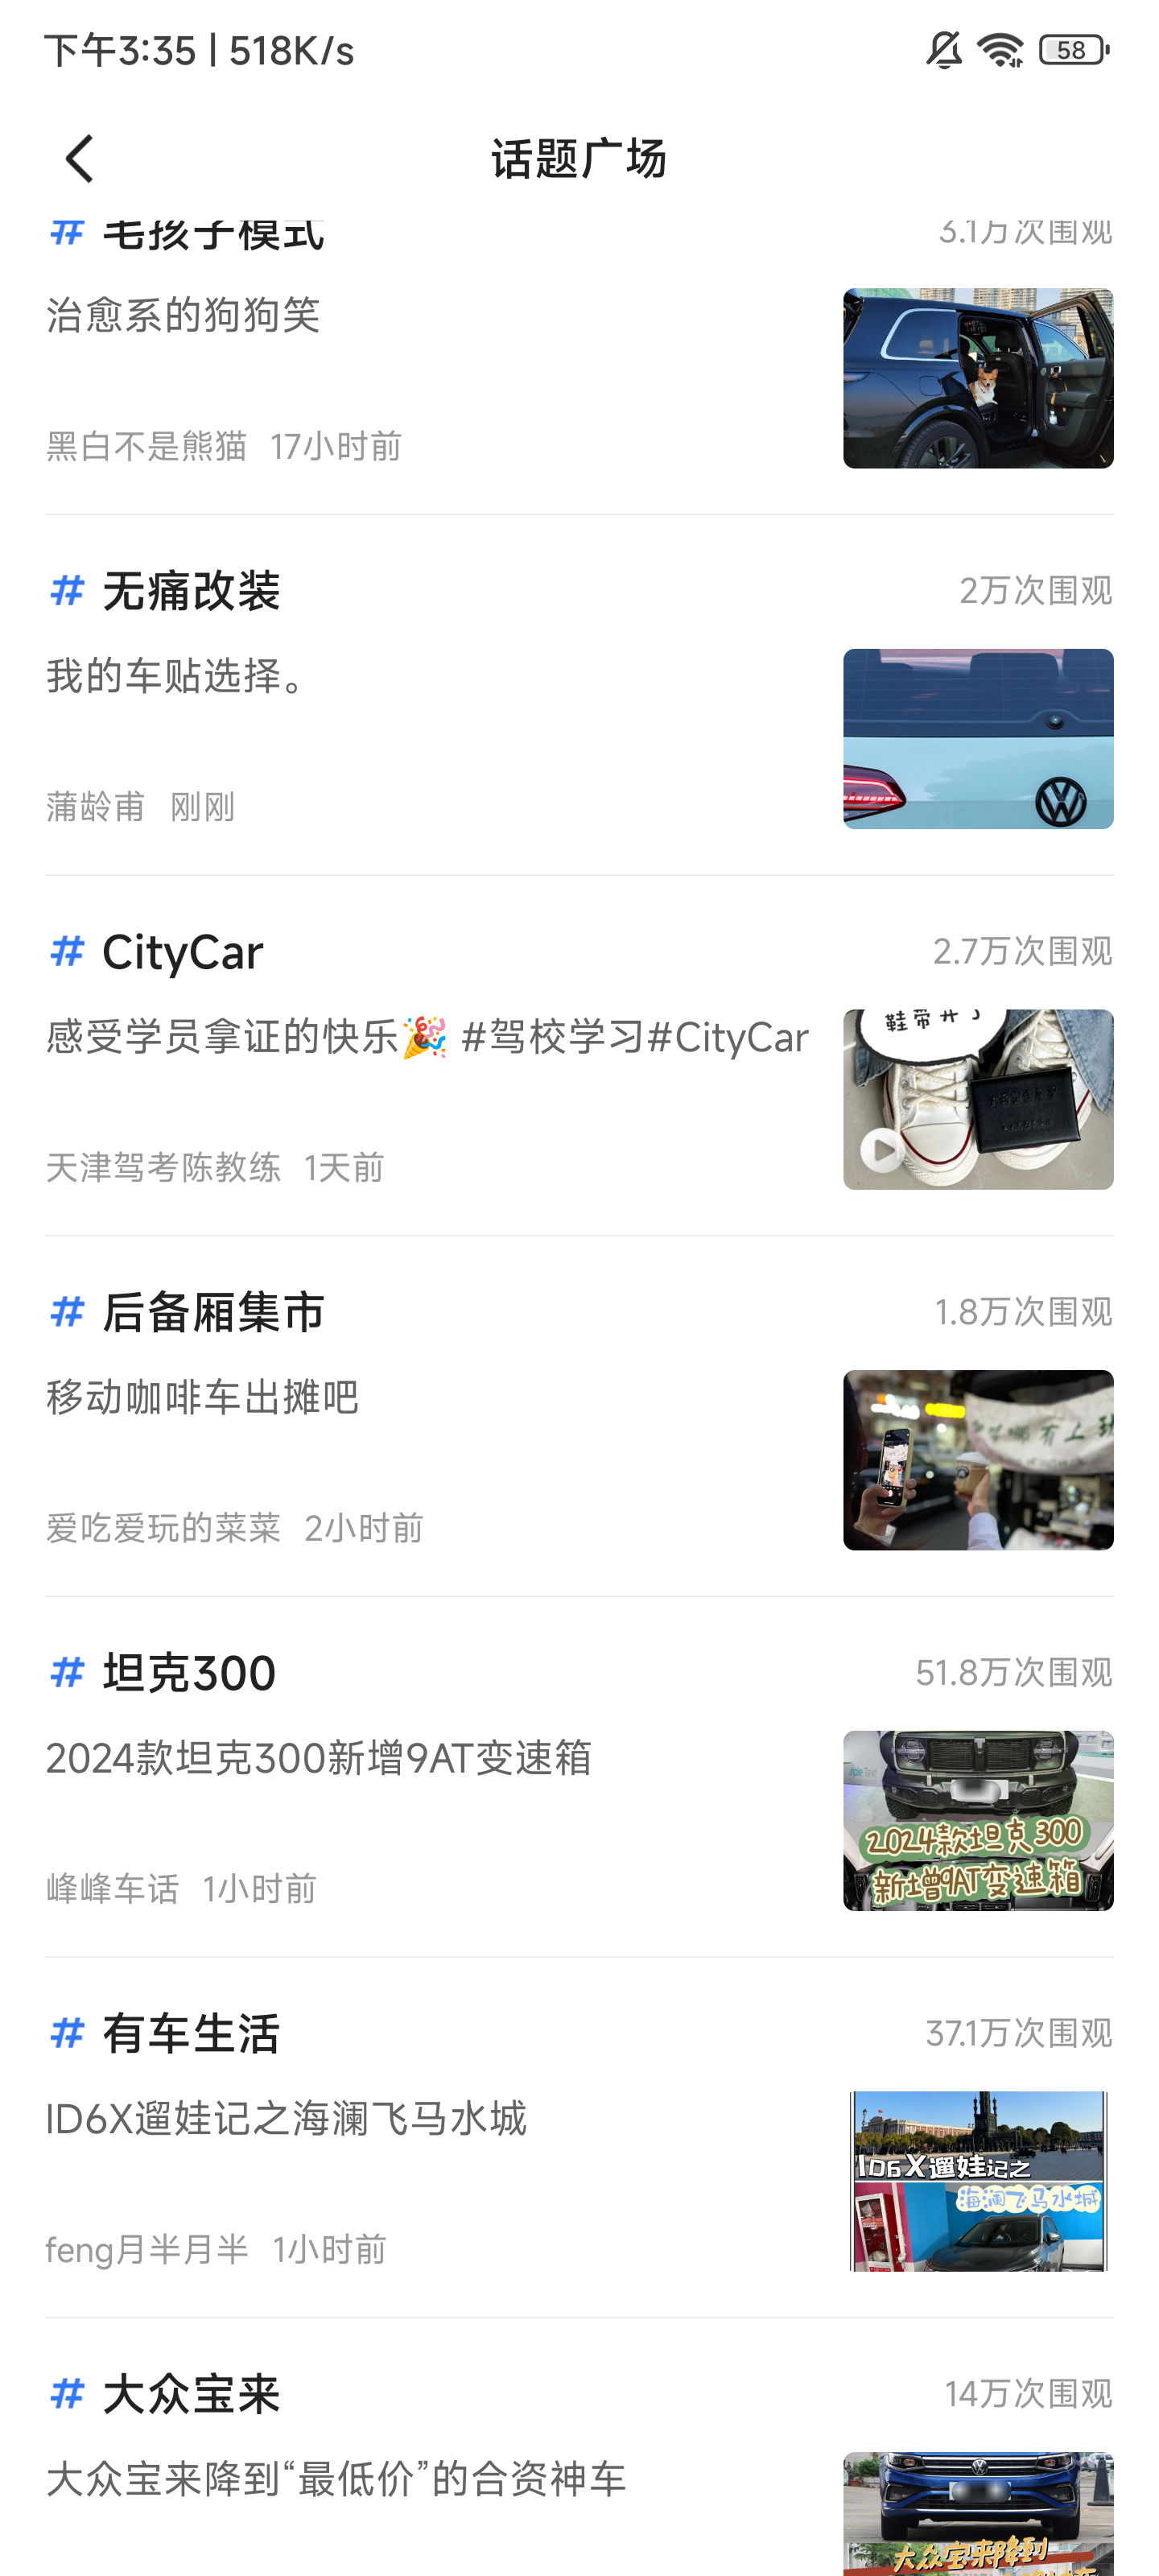 下午3:35 | 518K/s
58
话题广场
# 毛孩子模式
3.1万次围观
治愈系的狗狗笑
黑白不是熊猫 17小时前
# 无痛改装
2万次围观
我的车贴选择。
蒲龄甫 刚刚
# CityCar
2.7万次围观
感受学员拿证的快乐🎉 #驾校学习#CityCar
鞋带开了
天津驾考陈教练 1天前
# 后备厢集市
1.8万次围观
移动咖啡车出摊吧
爱吃爱玩的菜菜 2小时前
# 坦克300
51.8万次围观
2024款坦克300新增9AT变速箱
2024款坦克300
新增9AT变速箱
峰峰车话 1小时前
# 有车生活
37.1万次围观
ID6X遛娃记之海澜飞马水城
ID6X遛娃记之
海澜飞马水城
feng月半月半 1小时前
# 大众宝来
14万次围观
大众宝来降到“最低价”的合资神车
大众宝来降到